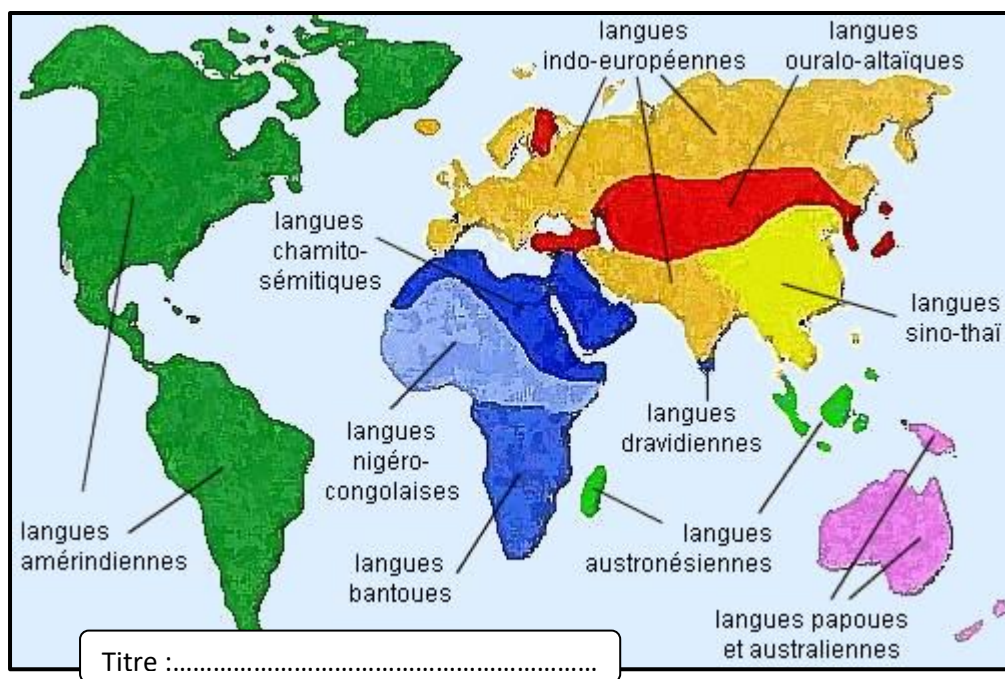 langues
indo-européennes
langues
ouralo-altaïques
langues
chamito-
sémitiques
langues
sino-thaï
langues
dravidiennes
langues
nigéro-
congolaises
langues
amérindiennes
langues
bantoues
langues
austronésiennes
langues papoues
et australiennes
Titre :……………………………………………………